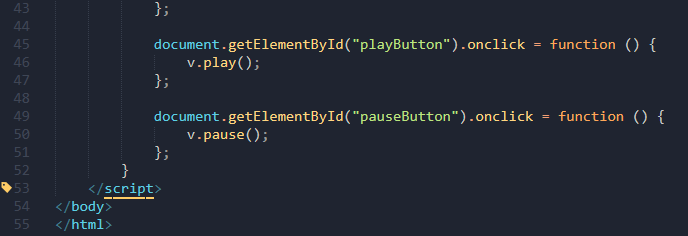 43 };
44
45 document.getElementById("playButton").onclick = function () {
46 v.play();
47 };
48
49 document.getElementById("pauseButton").onclick = function () {
50 v.pause();
51 };
52 }
53 </script>
54 </body>
55 </html>